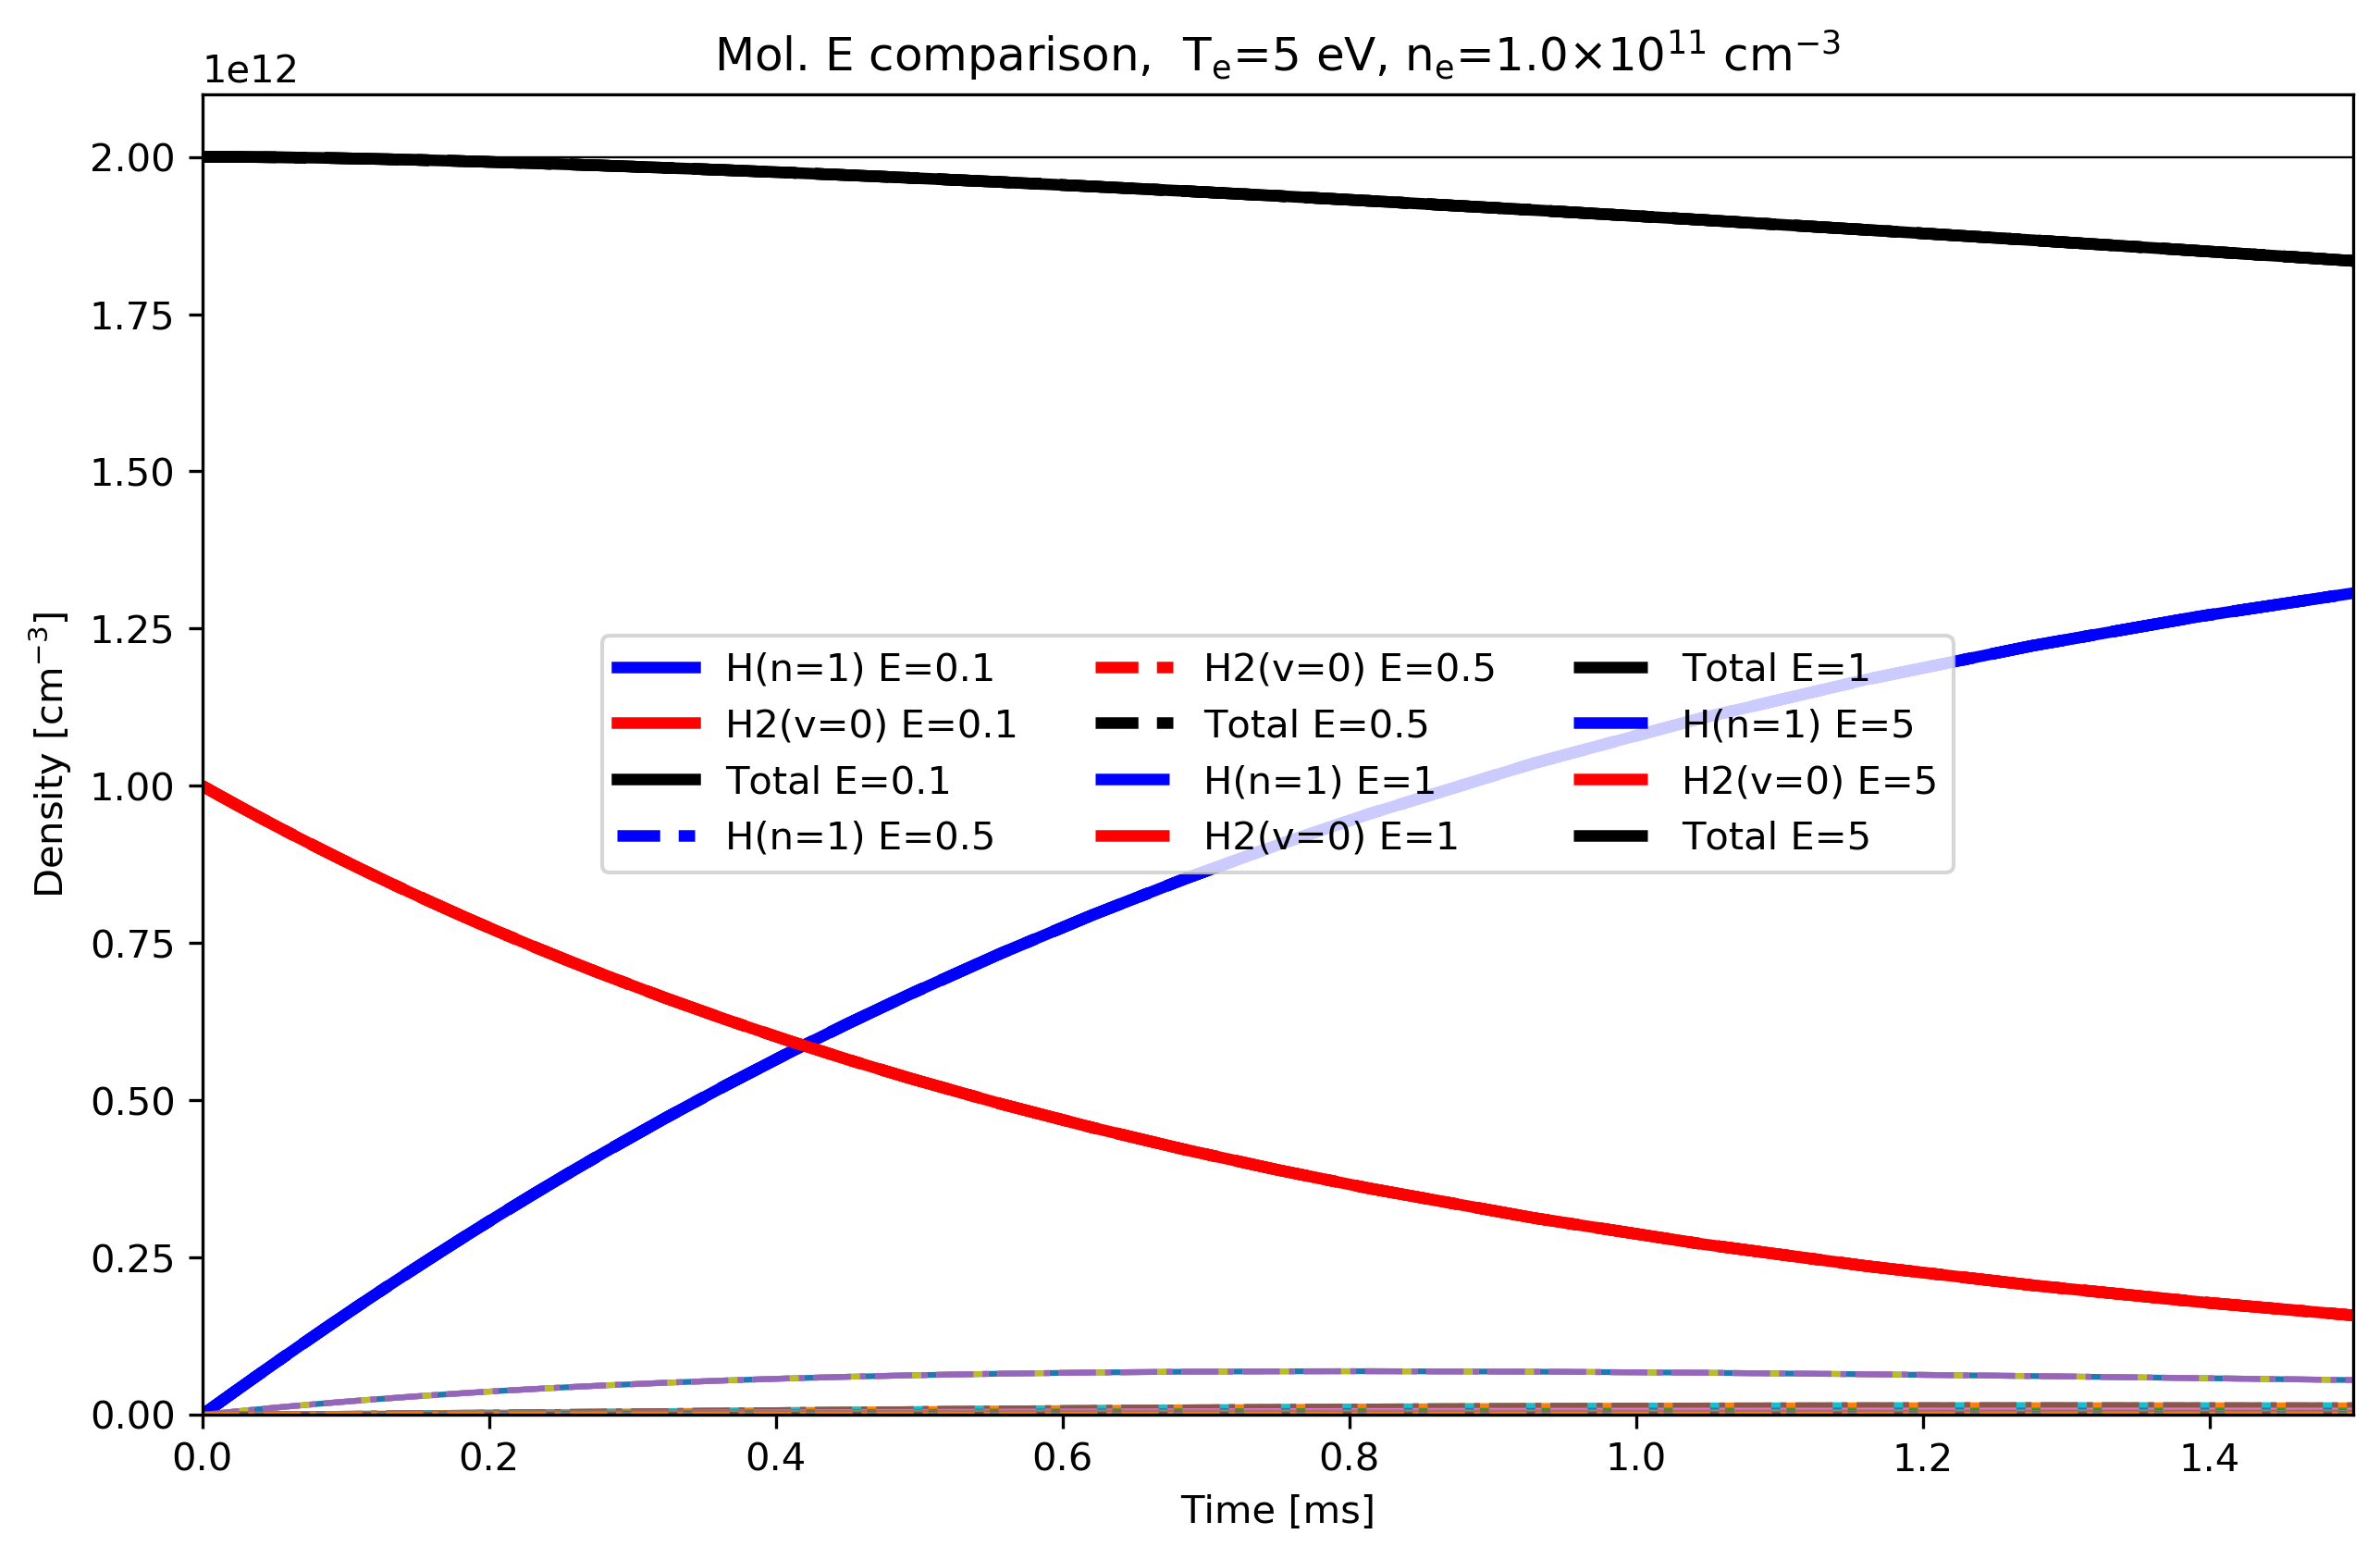 Mol. E comparison,  Tₑ=5 eV, nₑ=1.0×10¹¹ cm⁻³
1e12
2.00
1.75
1.50
1.25
1.00
0.75
0.50
0.25
0.00
Density [cm⁻³]
H(n=1) E=0.1
H2(v=0) E=0.1
Total E=0.1
H(n=1) E=0.5
H2(v=0) E=0.5
Total E=0.5
H(n=1) E=1
H2(v=0) E=1
Total E=1
H(n=1) E=5
H2(v=0) E=5
Total E=5
0.0 0.2 0.4 0.6 0.8 1.0 1.2 1.4
Time [ms]